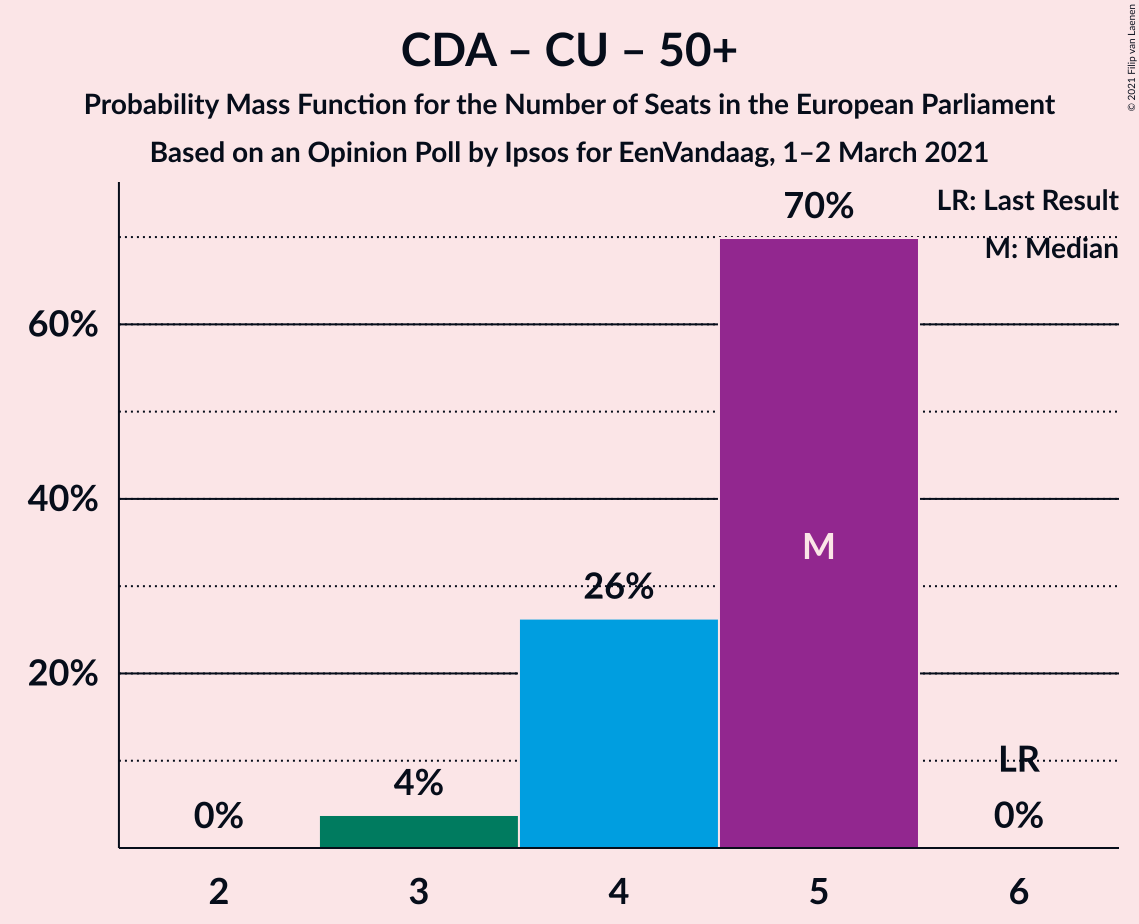 CDA – CU – 50+
Probability Mass Function for the Number of Seats in the European Parliament
Based on an Opinion Poll by Ipsos for EenVandaag, 1–2 March 2021
© 2021 Filip van Laenen
LR: Last Result
M: Median
70%
60%
40%
M
26%
20%
LR
4%
0%
0%
2
3
4
5
6